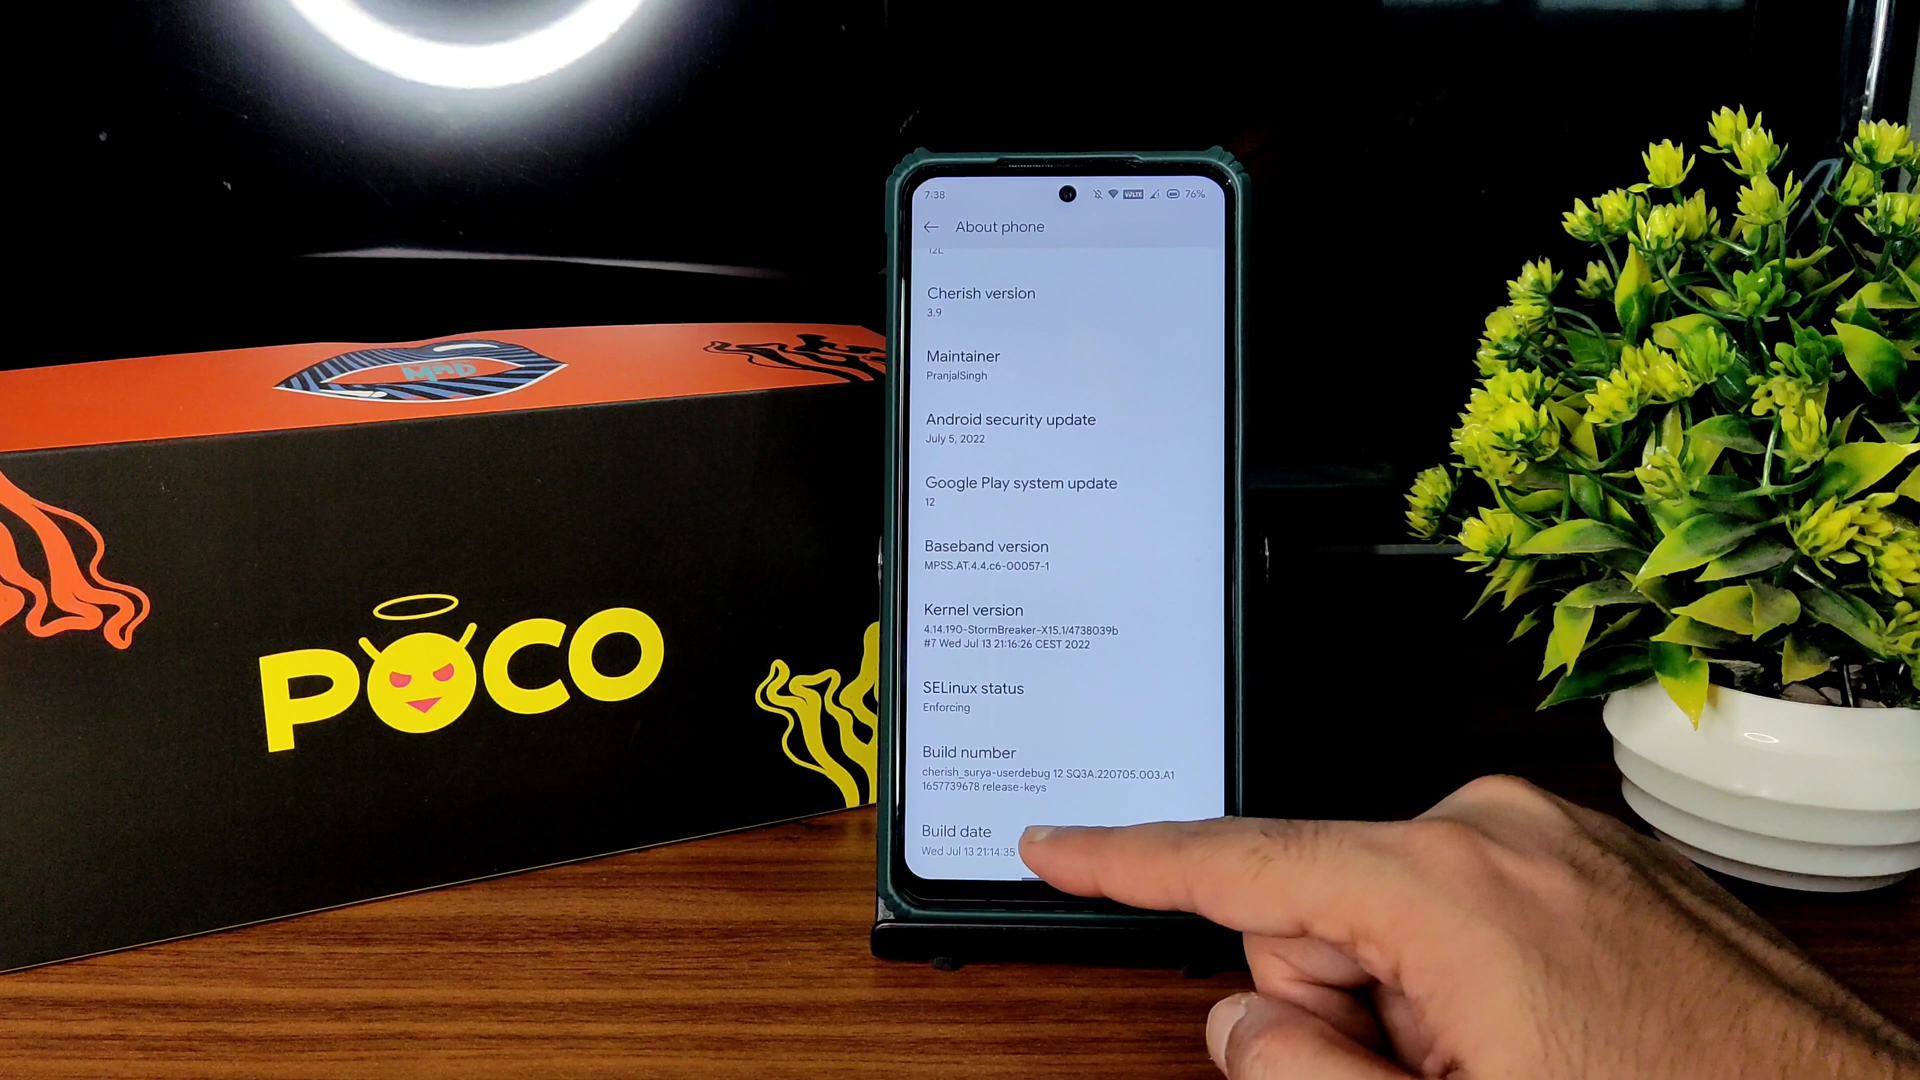 MnD
POCO
7:38
VoLTE
76%
About phone
12L
Cherish version
3.9
Maintainer
PranjalSingh
Android security update
July 5, 2022
Google Play system update
12
Baseband version
MPSS.AT.4.4.c6-00057-1
Kernel version
4.14.190-StormBreaker-X15.1/4738039b
#7 Wed Jul 13 21:16:26 CEST 2022
SELinux status
Enforcing
Build number
cherish_surya-userdebug 12 SQ3A.220705.003.A1
1657739678 release-keys
Build date
Wed Jul 13 21:14:35